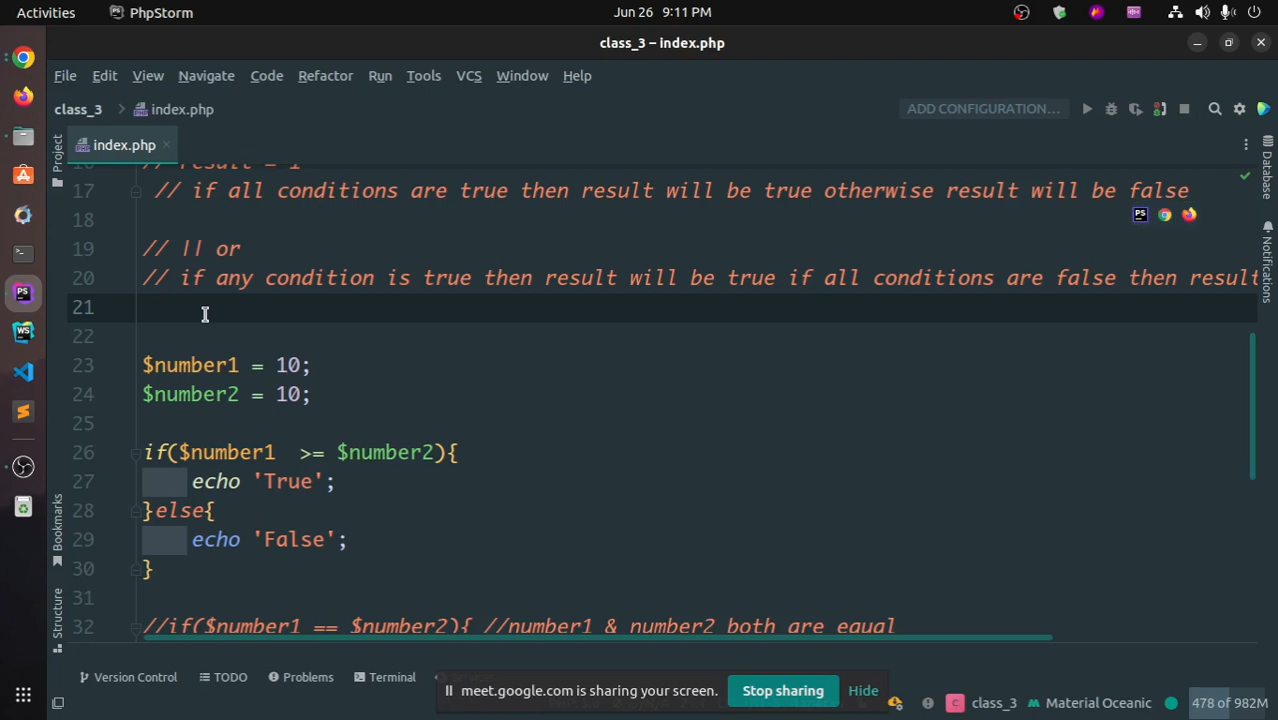 Activities PhpStorm Jun 26 9:11 PM
class_3 – index.php
File Edit View Navigate Code Refactor Run Tools VCS Window Help
class_3 index.php ADD CONFIGURATION...
index.php
Project
Database
Notifications
Bookmarks
Structure
// result = 1
17 // if all conditions are true then result will be true otherwise result will be false
18
19 // || or
20 // if any condition is true then result will be true if all conditions are false then result
21
22
23 $number1 = 10;
24 $number2 = 10;
25
26 if($number1 >= $number2){
27 echo 'True';
28 }else{
29 echo 'False';
30 }
31
32 //if($number1 == $number2){ //number1 & number2 both are equal
Version Control TODO Problems Terminal
meet.google.com is sharing your screen. Stop sharing Hide
class_3 Material Oceanic 478 of 982M